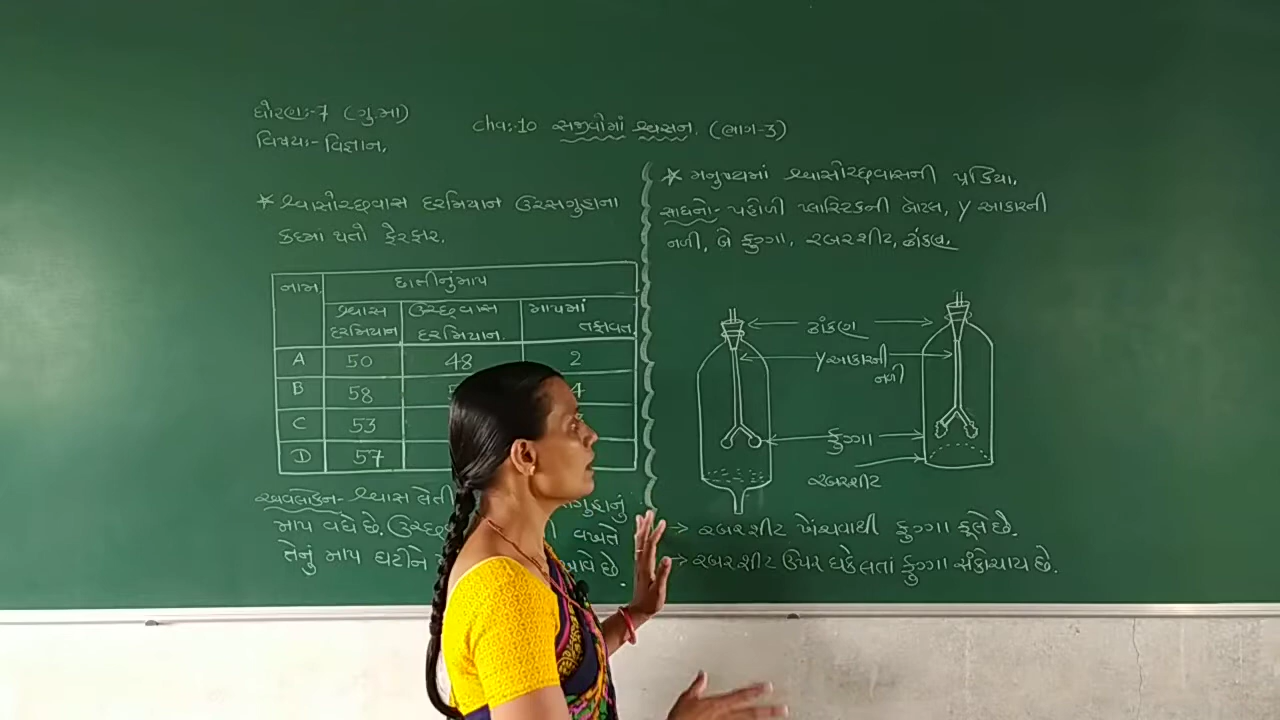 ધોરણ:-7 (ગુ.મા)
વિષય:- વિજ્ઞાન.
cha:-10 સજીવોમાં શ્વસન. (ભાગ-3)
* શ્વાસોચ્છવાસ દરમિયાન ઉરસગુહાના
કદમાં થતો ફેરફાર.
નામ છાતીનું માપ
શ્વાસ દરમિયાન ઉચ્છવાસ દરમિયાન. માપમાં તફાવત.
A 50 48 2
B 58 4
C 53
D 57
અવલોકન- શ્વાસ લેતી
માપ વધે છે. વખતે
તેનું માપ ઘટીને
* મનુષ્યમાં શ્વાસોચ્છવાસની પ્રક્રિયા.
સાધનો:- પહોળી પ્લાસ્ટિકની બોટલ, Y આકારની
નળી, બે ફુગ્ગા, રબરશીટ, ઢાંકણ.
ઢાંકણ
Y આકારની
નળી
ફુગ્ગા
રબરશીટ
→ રબરશીટ ખેંચવાથી ફુગ્ગા ફૂલે છે.
→ રબરશીટ ઉપર ધકેલતાં ફુગ્ગા સંકોચાય છે.